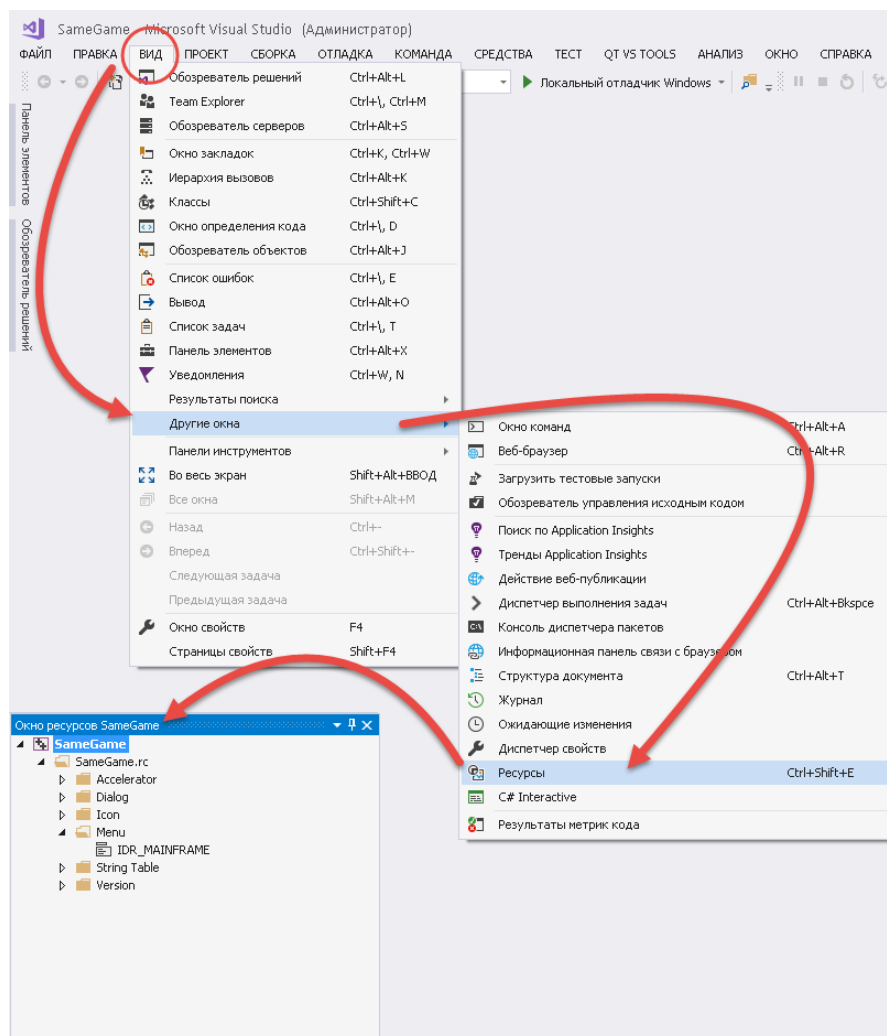 SameGame - Microsoft Visual Studio (Администратор)
ФАЙЛ ПРАВКА ВИД ПРОЕКТ СБОРКА ОТЛАДКА КОМАНДА СРЕДСТВА ТЕСТ QT VS TOOLS АНАЛИЗ ОКНО СПРАВКА
Локальный отладчик Windows
Панель элементов
Обозреватель решений
Обозреватель решений Ctrl+Alt+L
Team Explorer Ctrl+\, Ctrl+M
Обозреватель серверов Ctrl+Alt+S
Окно закладок Ctrl+K, Ctrl+W
Иерархия вызовов Ctrl+Alt+K
Классы Ctrl+Shift+C
Окно определения кода Ctrl+\, D
Обозреватель объектов Ctrl+Alt+J
Список ошибок Ctrl+\, E
Вывод Ctrl+Alt+O
Список задач Ctrl+\, T
Панель элементов Ctrl+Alt+X
Уведомления Ctrl+W, N
Результаты поиска
Другие окна
Панели инструментов
Во весь экран Shift+Alt+ВВОД
Все окна Shift+Alt+M
Назад Ctrl+-
Вперед Ctrl+Shift+-
Следующая задача
Предыдущая задача
Окно свойств F4
Страницы свойств Shift+F4
Окно команд Ctrl+Alt+A
Веб-браузер Ctrl+Alt+R
Загрузить тестовые запуски
Обозреватель управления исходным кодом
Поиск по Application Insights
Тренды Application Insights
Действие веб-публикации
Диспетчер выполнения задач Ctrl+Alt+Bkspce
Консоль диспетчера пакетов
Информационная панель связи с браузером
Структура документа Ctrl+Alt+T
Журнал
Ожидающие изменения
Диспетчер свойств
Ресурсы Ctrl+Shift+E
C# Interactive
Результаты метрик кода
Окно ресурсов SameGame
SameGame
SameGame.rc
Accelerator
Dialog
Icon
Menu
IDR_MAINFRAME
String Table
Version